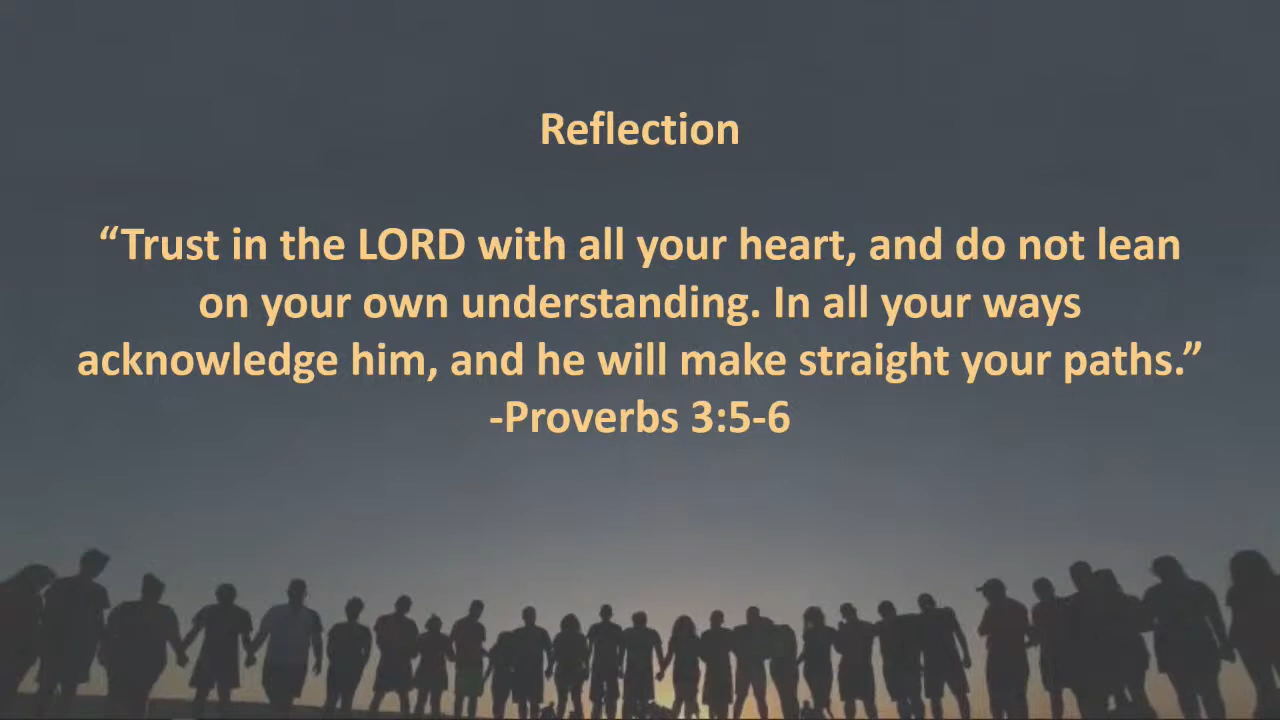 Reflection
“Trust in the LORD with all your heart, and do not lean
on your own understanding. In all your ways
acknowledge him, and he will make straight your paths.”
-Proverbs 3:5-6